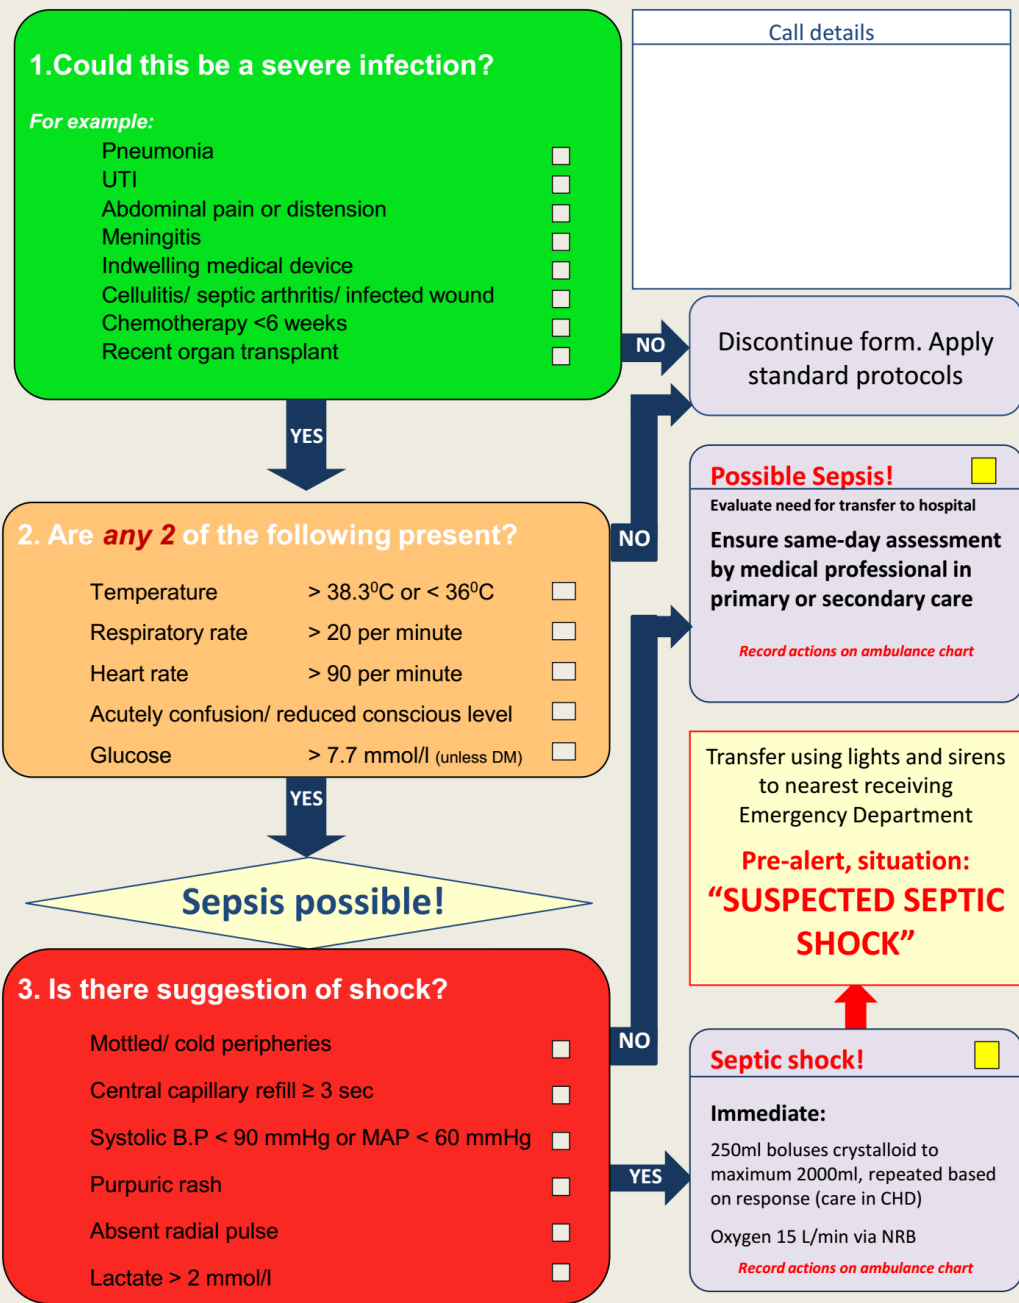 1.Could this be a severe infection?
For example:
Pneumonia
UTI
Abdominal pain or distension
Meningitis
Indwelling medical device
Cellulitis/ septic arthritis/ infected wound
Chemotherapy <6 weeks
Recent organ transplant
Call details
NO
Discontinue form. Apply
standard protocols
YES
2. Are any 2 of the following present?
Temperature > 38.3⁰C or < 36⁰C
Respiratory rate > 20 per minute
Heart rate > 90 per minute
Acutely confusion/ reduced conscious level
Glucose > 7.7 mmol/l (unless DM)
NO
Possible Sepsis!
Evaluate need for transfer to hospital
Ensure same-day assessment
by medical professional in
primary or secondary care
Record actions on ambulance chart
YES
Sepsis possible!
Transfer using lights and sirens
to nearest receiving
Emergency Department
Pre-alert, situation:
“SUSPECTED SEPTIC
SHOCK”
3. Is there suggestion of shock?
Mottled/ cold peripheries
Central capillary refill ≥ 3 sec
Systolic B.P < 90 mmHg or MAP < 60 mmHg
Purpuric rash
Absent radial pulse
Lactate > 2 mmol/l
NO
YES
Septic shock!
Immediate:
250ml boluses crystalloid to
maximum 2000ml, repeated based
on response (care in CHD)
Oxygen 15 L/min via NRB
Record actions on ambulance chart